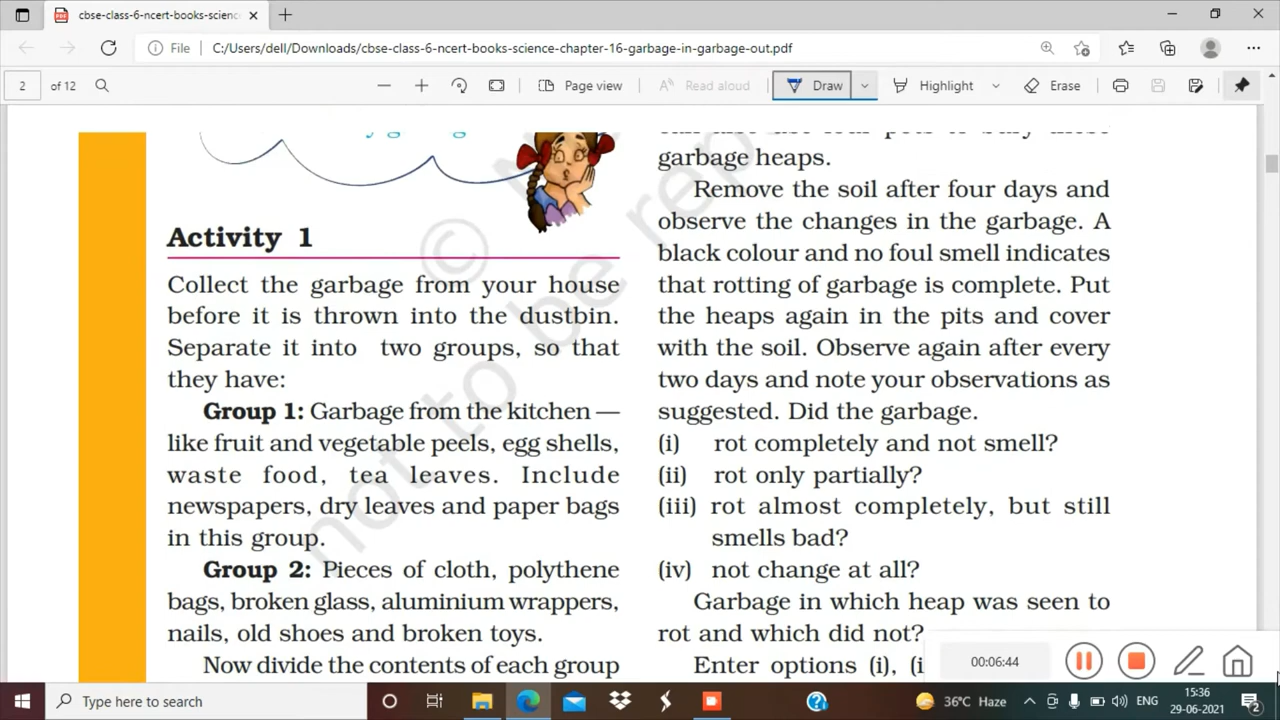 cbse-class-6-ncert-books-science
File C:/Users/dell/Downloads/cbse-class-6-ncert-books-science-chapter-16-garbage-in-garbage-out.pdf
2 of 12 Page view Read aloud Draw Highlight Erase
garbage heaps.
Remove the soil after four days and
observe the changes in the garbage. A
black colour and no foul smell indicates
that rotting of garbage is complete. Put
the heaps again in the pits and cover
with the soil. Observe again after every
two days and note your observations as
suggested. Did the garbage.
(i) rot completely and not smell?
(ii) rot only partially?
(iii) rot almost completely, but still
smells bad?
(iv) not change at all?
Garbage in which heap was seen to
rot and which did not?
Enter options (i), (i
Activity 1
Collect the garbage from your house
before it is thrown into the dustbin.
Separate it into two groups, so that
they have:
Group 1: Garbage from the kitchen —
like fruit and vegetable peels, egg shells,
waste food, tea leaves. Include
newspapers, dry leaves and paper bags
in this group.
Group 2: Pieces of cloth, polythene
bags, broken glass, aluminium wrappers,
nails, old shoes and broken toys.
Now divide the contents of each group
©
not to be rep
00:06:44
Type here to search
36°C Haze
ENG
15:36
29-06-2021
2